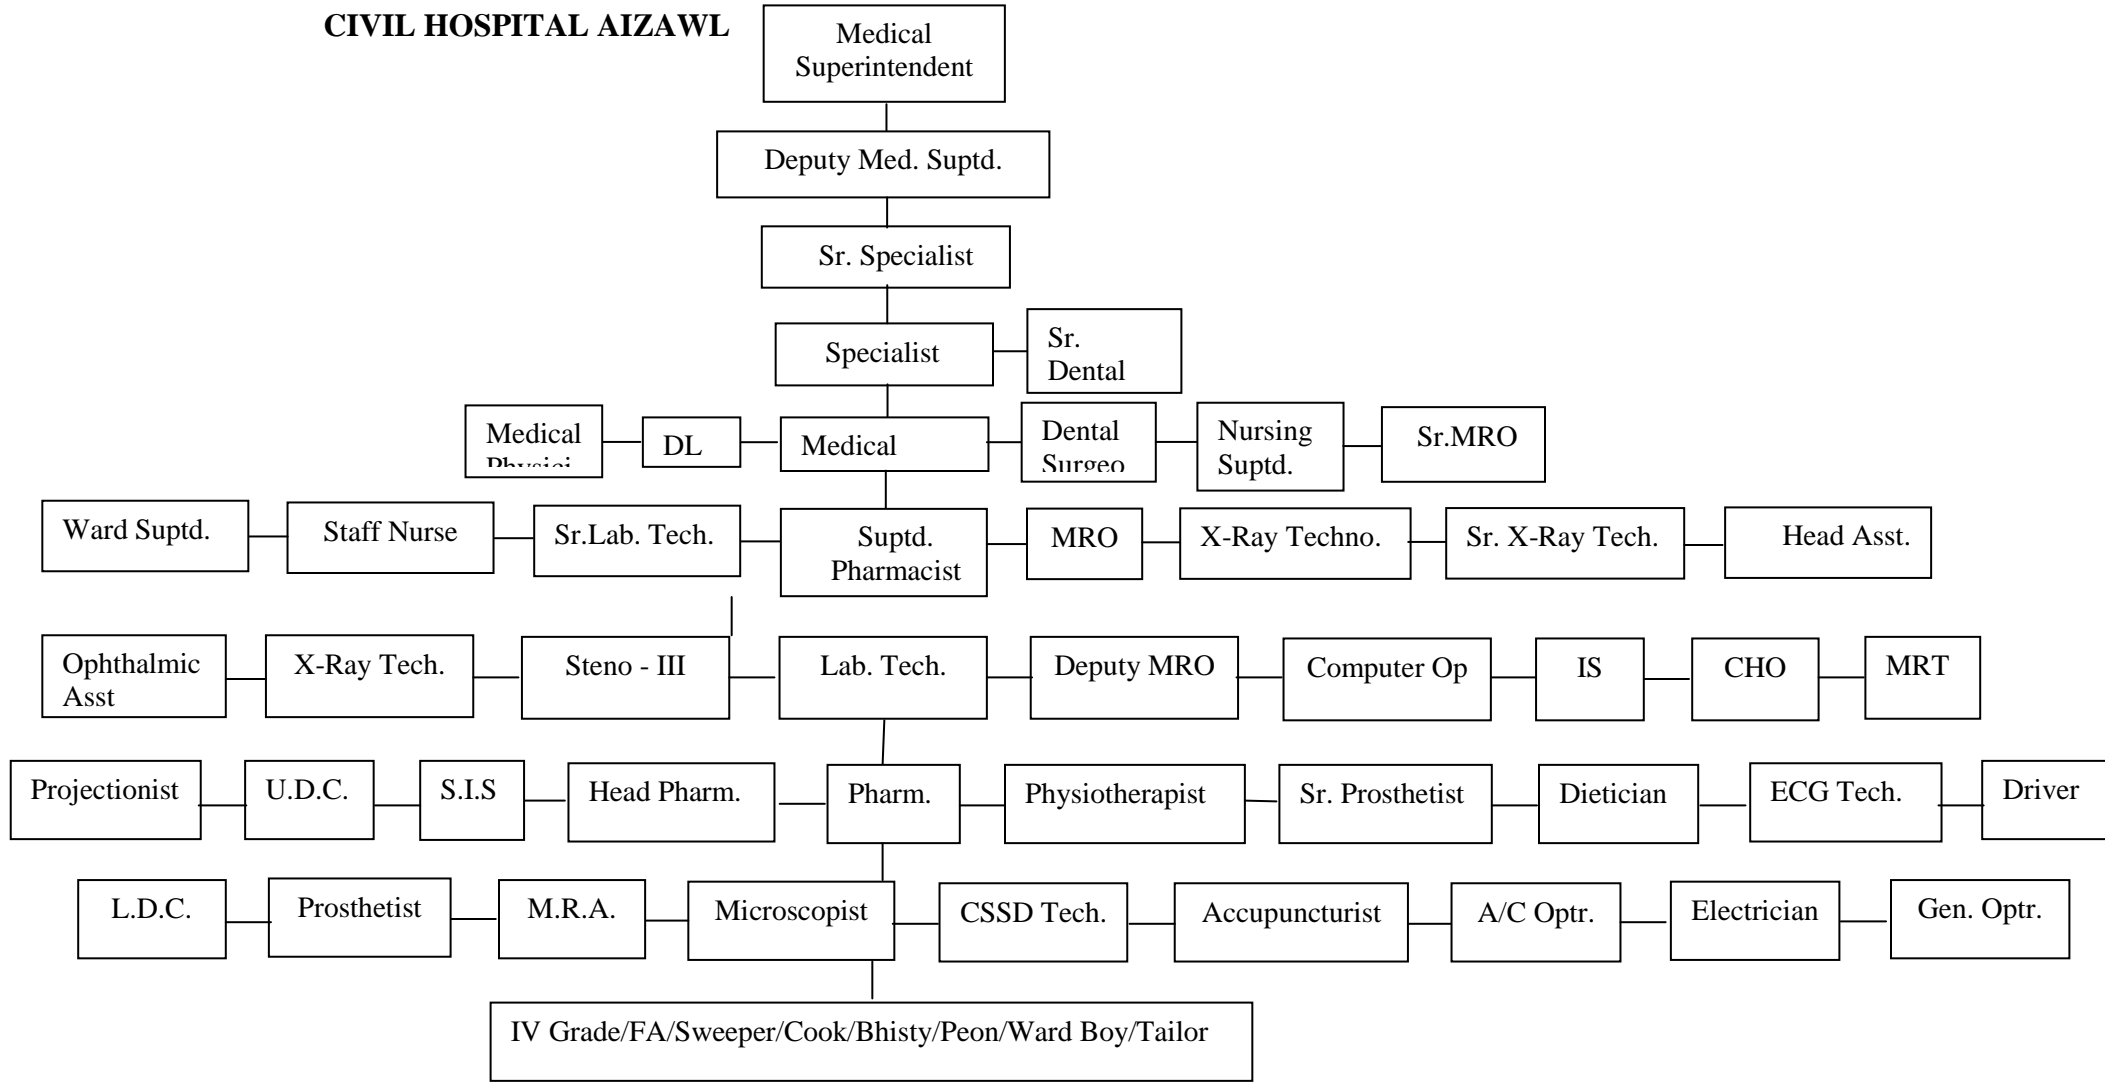 CIVIL HOSPITAL AIZAWL
Medical
Superintendent
Deputy Med. Suptd.
Sr. Specialist
Specialist
Sr.
Dental
Medical
DL
Medical
Dental
Surgeo
Nursing
Suptd.
Sr.MRO
Ward Suptd.
Staff Nurse
Sr.Lab. Tech.
Suptd.
Pharmacist
MRO
X-Ray Techno.
Sr. X-Ray Tech.
Head Asst.
Ophthalmic
Asst
X-Ray Tech.
Steno - III
Lab. Tech.
Deputy MRO
Computer Op
IS
CHO
MRT
Projectionist
U.D.C.
S.I.S
Head Pharm.
Pharm.
Physiotherapist
Sr. Prosthetist
Dietician
ECG Tech.
Driver
L.D.C.
Prosthetist
M.R.A.
Microscopist
CSSD Tech.
Accupuncturist
A/C Optr.
Electrician
Gen. Optr.
IV Grade/FA/Sweeper/Cook/Bhisty/Peon/Ward Boy/Tailor